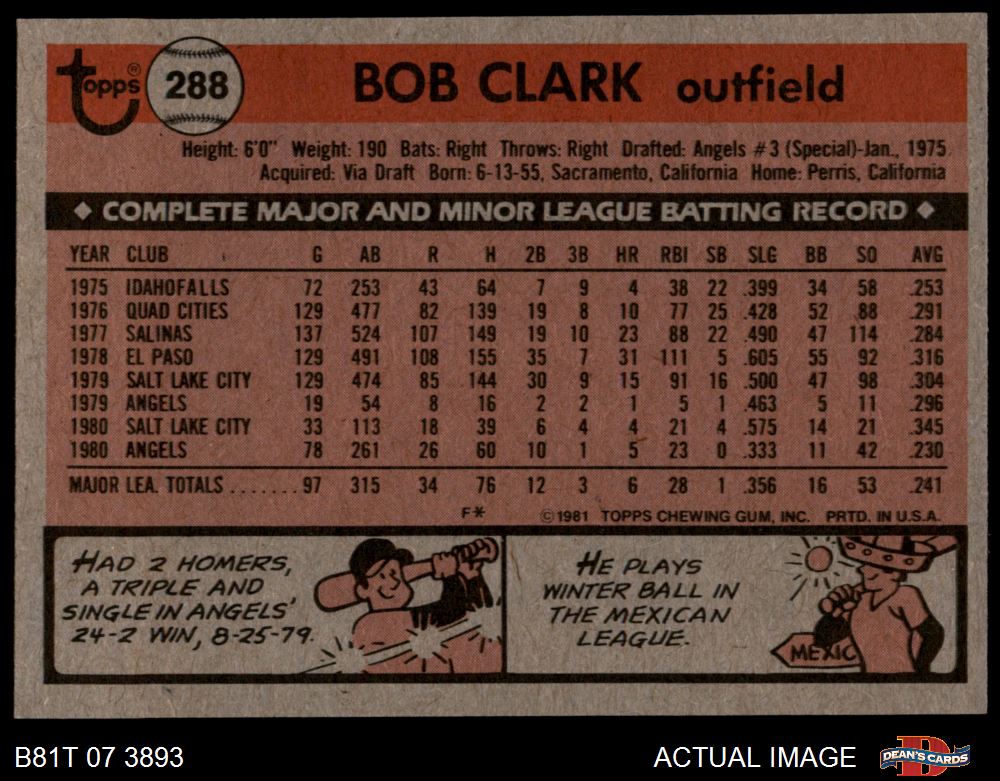 Topps® 288 BOB CLARK outfield
Height: 6'0" Weight: 190 Bats: Right Throws: Right Drafted: Angels #3 (Special)-Jan., 1975
Acquired: Via Draft Born: 6-13-55, Sacramento, California Home: Perris, California
◆ COMPLETE MAJOR AND MINOR LEAGUE BATTING RECORD ◆
YEAR CLUB G AB R H 2B 3B HR RBI SB SLG BB SO AVG
1975 IDAHOFALLS 72 253 43 64 7 9 4 38 22 .399 34 58 .253
1976 QUAD CITIES 129 477 82 139 19 8 10 77 25 .428 52 88 .291
1977 SALINAS 137 524 107 149 19 10 23 88 22 .490 47 114 .284
1978 EL PASO 129 491 108 155 35 7 31 111 5 .605 55 92 .316
1979 SALT LAKE CITY 129 474 85 144 30 9 15 91 16 .500 47 98 .304
1979 ANGELS 19 54 8 16 2 2 1 5 1 .463 5 11 .296
1980 SALT LAKE CITY 33 113 18 39 6 4 4 21 4 .575 14 21 .345
1980 ANGELS 78 261 26 60 10 1 5 23 0 .333 11 42 .230
MAJOR LEA. TOTALS ....... 97 315 34 76 12 3 6 28 1 .356 16 53 .241
F* ©1981 TOPPS CHEWING GUM, INC. PRTD. IN U.S.A.
HAD 2 HOMERS,
A TRIPLE AND
SINGLE IN ANGELS'
24-2 WIN, 8-25-79.
HE PLAYS
WINTER BALL IN
THE MEXICAN
LEAGUE.
MEXIC
B81T 07 3893 ACTUAL IMAGE DEAN'S CARDS